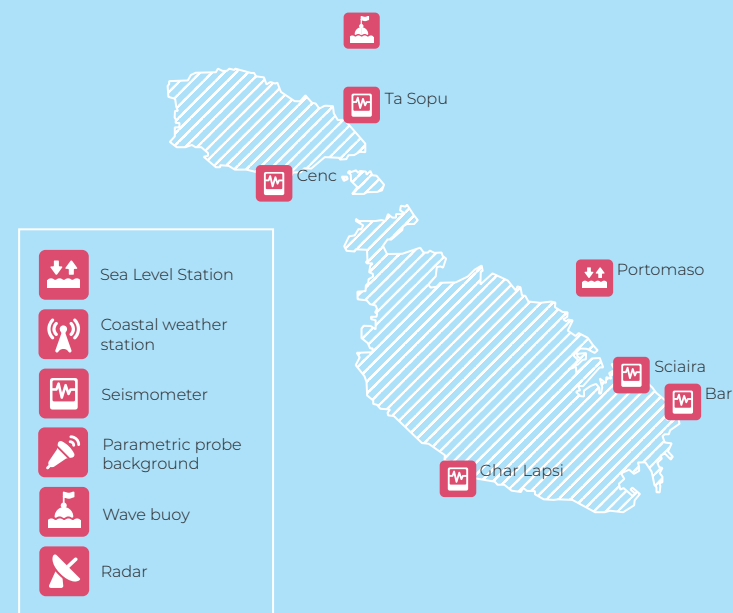 Ta Sopu
Cenc
Portomaso
Sciaira
Bar
Ghar Lapsi
Sea Level Station
Coastal weather
station
Seismometer
Parametric probe
background
Wave buoy
Radar